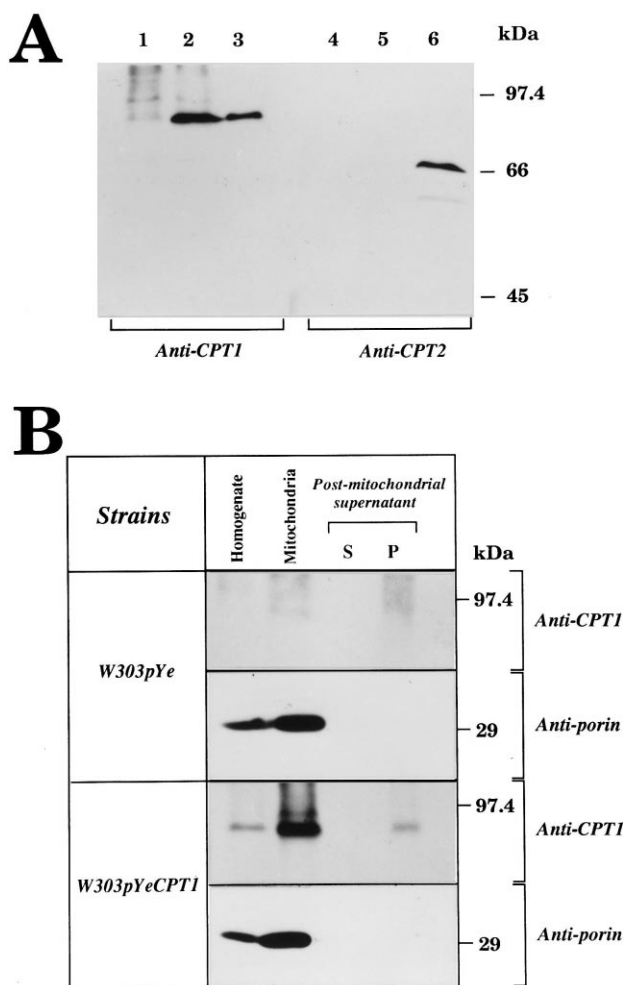 A
1 2 3 4 5 6 kDa
97.4
66
45
Anti-CPT1 Anti-CPT2
B
Strains
Homogenate
Mitochondria
Post-mitochondrial
supernatant
S P
kDa
W303pYe
97.4
Anti-CPT1
29
Anti-porin
W303pYeCPT1
97.4
Anti-CPT1
29
Anti-porin